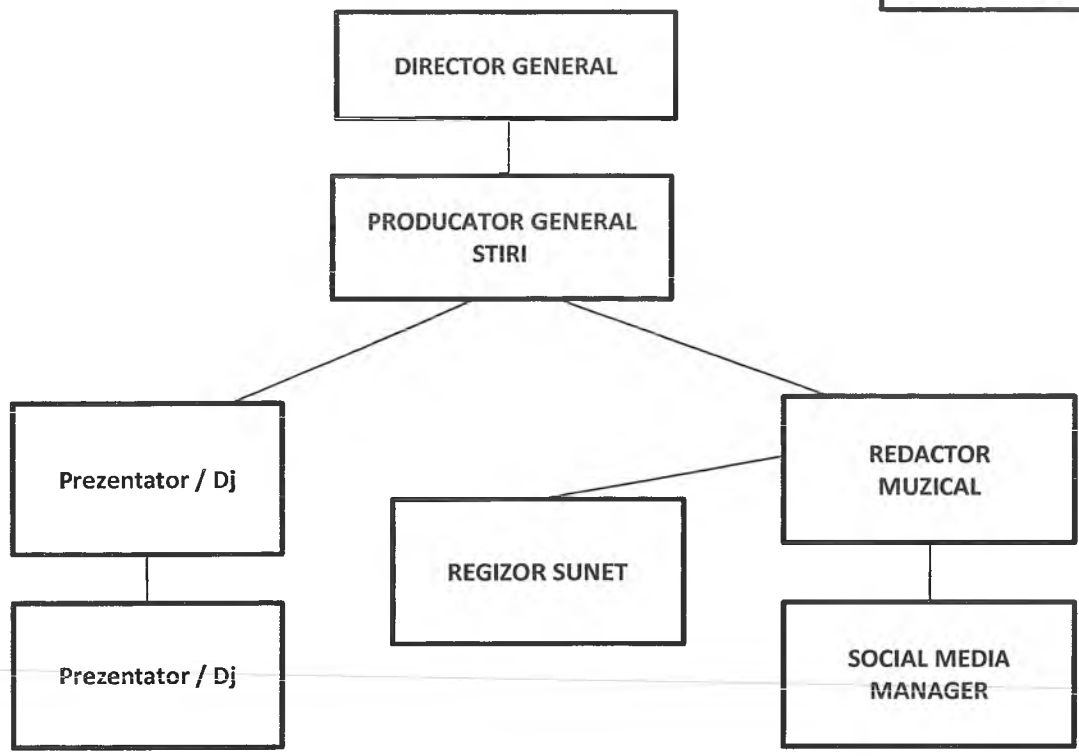 DIRECTOR GENERAL
PRODUCATOR GENERAL
STIRI
Prezentator / Dj
REDACTOR
MUZICAL
REGIZOR SUNET
Prezentator / Dj
SOCIAL MEDIA
MANAGER